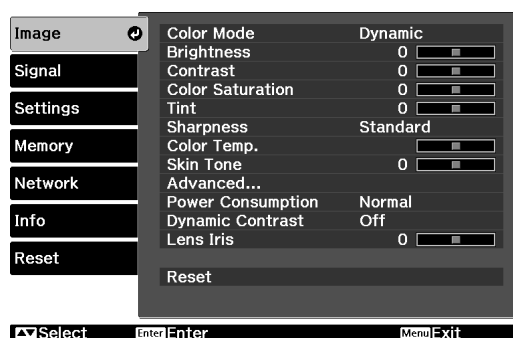 Image
Signal
Settings
Memory
Network
Info
Reset
Color Mode Dynamic
Brightness 0
Contrast 0
Color Saturation 0
Tint 0
Sharpness Standard
Color Temp.
Skin Tone 0
Advanced...
Power Consumption Normal
Dynamic Contrast Off
Lens Iris 0
Reset
Select Enter Enter Menu Exit